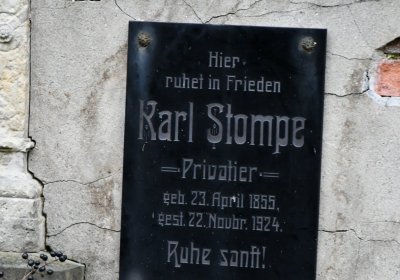 Hier
ruhet in Frieden
Karl Stompe
Privatier
geb. 23. April 1855,
gest. 22. Novbr. 1924.
Ruhe sanft!